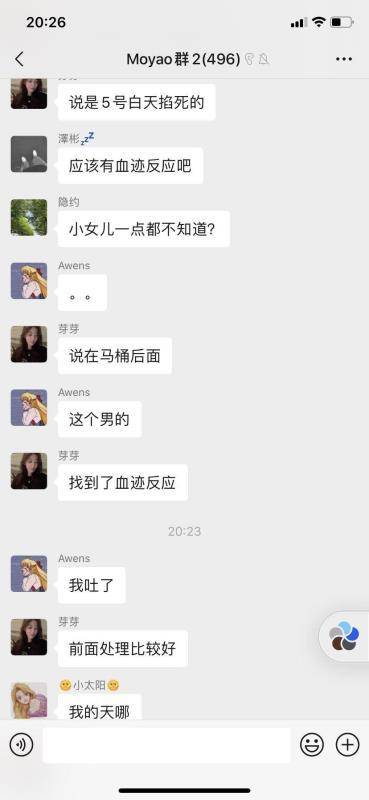 20:26
Moyao群2(496)
芽芽
说是5号白天掐死的
澤彬💤
应该有血迹反应吧
隐约
小女儿一点都不知道?
Awens
。。
芽芽
说在马桶后面
Awens
这个男的
芽芽
找到了血迹反应
20:23
Awens
我吐了
芽芽
前面处理比较好
🌞小太阳🌞
我的天哪